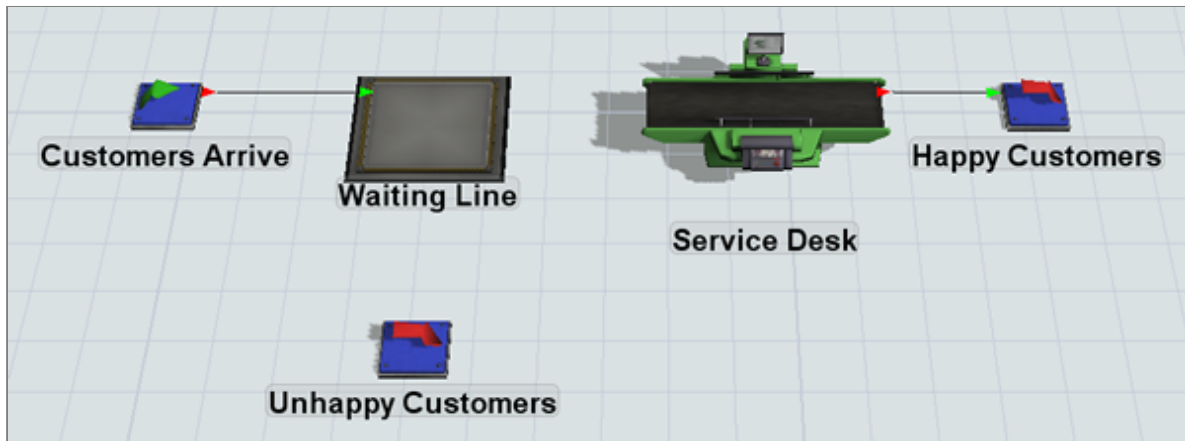 Customers Arrive
Waiting Line
Service Desk
Happy Customers
Unhappy Customers